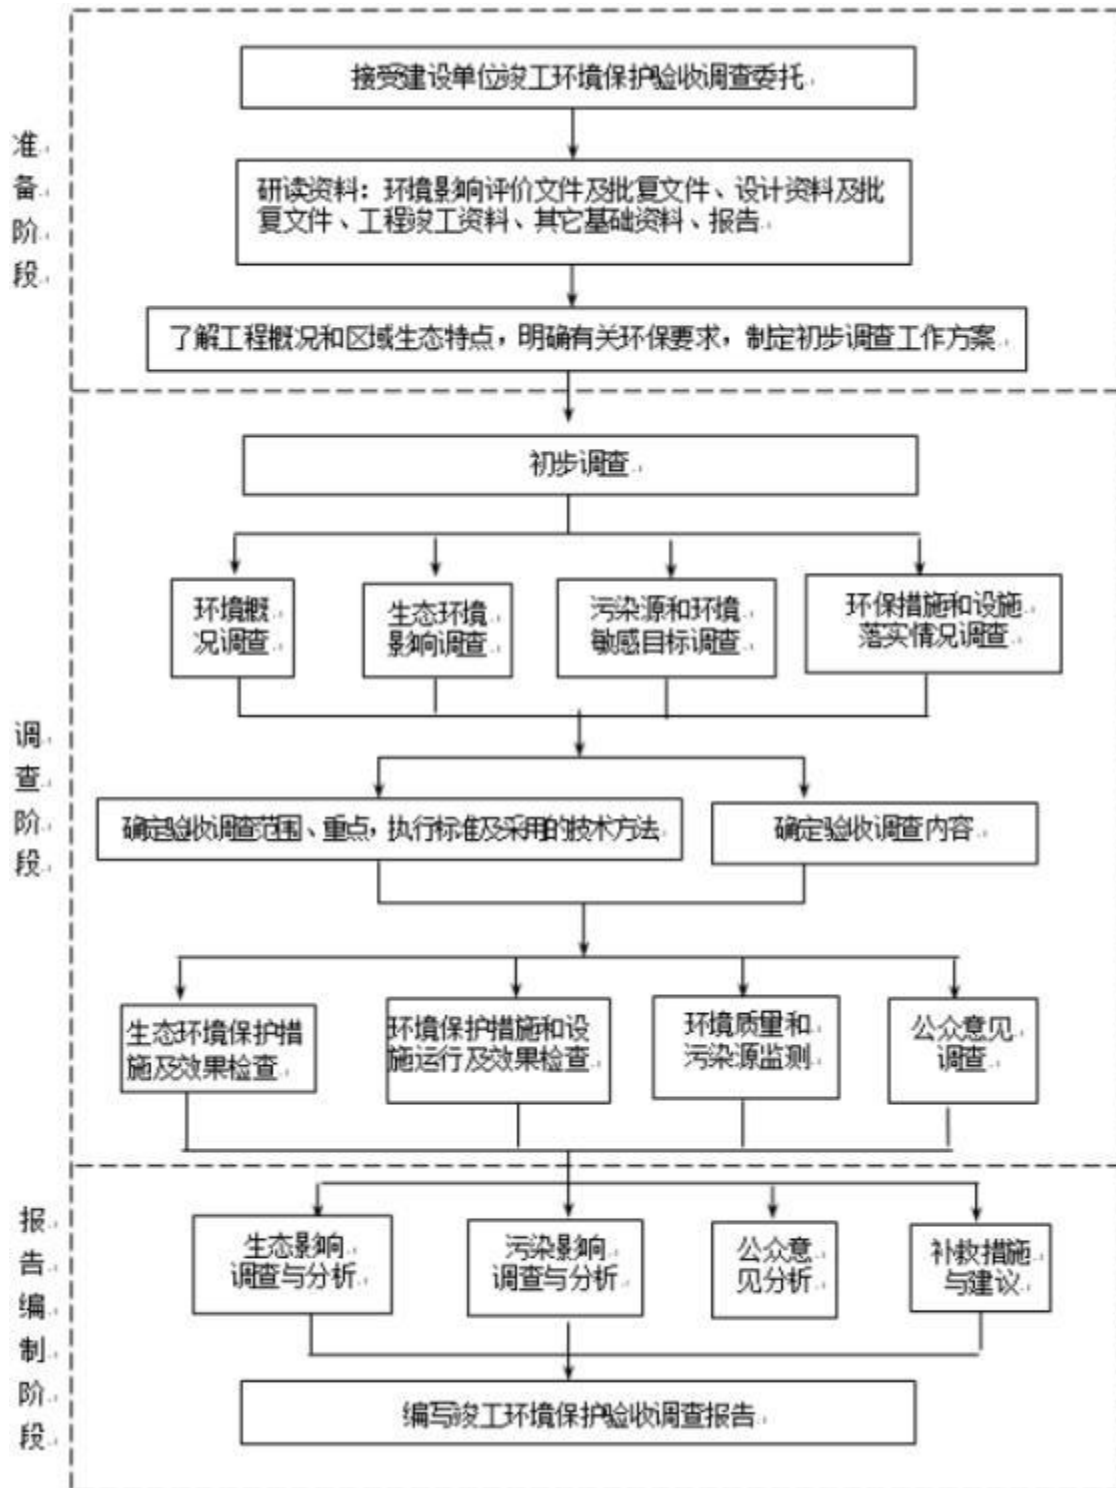 准备阶段
接受建设单位竣工环境保护验收调查委托
研读资料：环境影响评价文件及批复文件、设计资料及批
复文件、工程竣工资料、其它基础资料、报告
了解工程概况和区域生态特点，明确有关环保要求，制定初步调查工作方案
调查阶段
初步调查
环境概
况调查
生态环境
影响调查
污染源和环境
敏感目标调查
环保措施和设施
落实情况调查
确定验收调查范围、重点，执行标准及采用的技术方法
确定验收调查内容
生态环境保护措
施及效果检查
环境保护措施和设
施运行及效果检查
环境质量和
污染源监测
公众意见
调查
报告编制阶段
生态影响
调查与分析
污染影响
调查与分析
公众意
见分析
补救措施
与建议
编写竣工环境保护验收调查报告